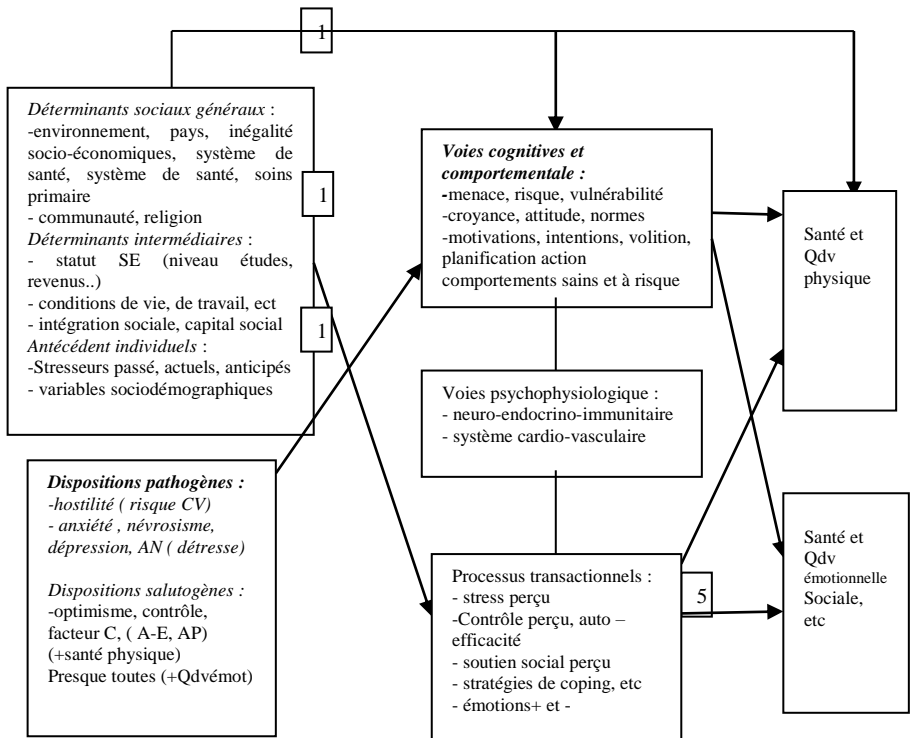 1
Déterminants sociaux généraux :
-environnement, pays, inégalité
socio-économiques, système de
santé, système de santé, soins
primaire
- communauté, religion
Déterminants intermédiaires :
- statut SE (niveau études,
revenus..)
- conditions de vie, de travail, ect
- intégration sociale, capital social
Antécédent individuels :
-Stresseurs passé, actuels, anticipés
- variables sociodémographiques
1
1
Dispositions pathogènes :
-hostilité ( risque CV)
- anxiété , névrosisme,
dépression, AN ( détresse)
Dispositions salutogènes :
-optimisme, contrôle,
facteur C, ( A-E, AP)
(+santé physique)
Presque toutes (+Qdvémot)
Voies cognitives et
comportementale :
-menace, risque, vulnérabilité
-croyance, attitude, normes
-motivations, intentions, volition,
planification action
comportements sains et à risque
Voies psychophysiologique :
- neuro-endocrino-immunitaire
- système cardio-vasculaire
Processus transactionnels :
- stress perçu
-Contrôle perçu, auto –
efficacité
- soutien social perçu
- stratégies de coping, etc
- émotions+ et -
5
Santé et
Qdv
physique
Santé et
Qdv
émotionnelle
Sociale,
etc